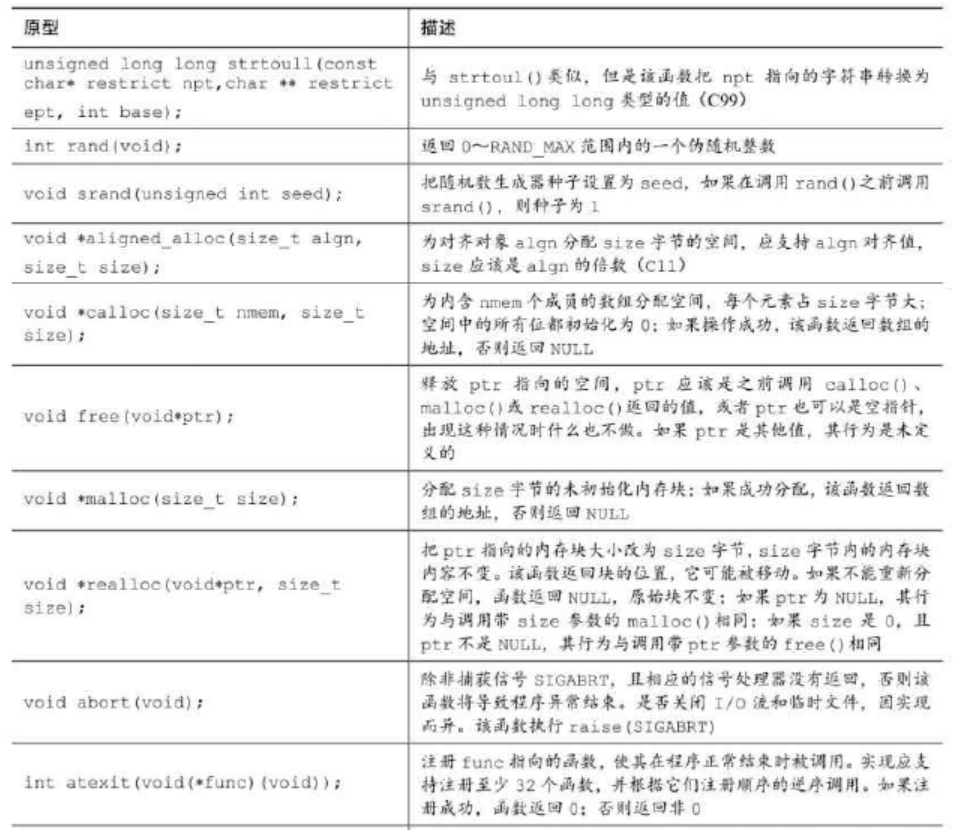 原型
描述
unsigned long long strtoull(const
char* restrict npt,char ** restrict
ept, int base);
与 strtoul()类似，但是该函数把 npt 指向的字符串转换为
unsigned long long 类型的值（C99）
int rand(void);
返回 0～RAND_MAX 范围内的一个伪随机整数
void srand(unsigned int seed);
把随机数生成器种子设置为 seed，如果在调用 rand()之前调用
srand()，则种子为 1
void *aligned_alloc(size_t algn,
size_t size);
为对齐对象 algn 分配 size 字节的空间，应支持 algn 对齐值，
size 应该是 algn 的倍数（C11）
void *calloc(size_t nmem, size_t
size);
为内含 nmem 个成员的数组分配空间，每个元素占 size 字节大；
空间中的所有位都初始化为 0；如果操作成功，该函数返回数组的
地址，否则返回 NULL
void free(void*ptr);
释放 ptr 指向的空间，ptr 应该是之前调用 calloc()、
malloc()或 realloc()返回的值，或者 ptr 也可以是空指针，
出现这种情况时什么也不做。如果 ptr 是其他值，其行为是未定
义的
void *malloc(size_t size);
分配 size 字节的未初始化内存块；如果成功分配，该函数返回数
组的地址，否则返回 NULL
void *realloc(void*ptr, size_t
size);
把 ptr 指向的内存块大小改为 size 字节，size 字节内的内存块
内容不变。该函数返回块的位置，它可能被移动。如果不能重新分
配空间，函数返回 NULL，原始块不变；如果 ptr 为 NULL，其行
为与调用带 size 参数的 malloc()相同；如果 size 是 0，且
ptr 不是 NULL，其行为与调用带 ptr 参数的 free()相同
void abort(void);
除非捕获信号 SIGABRT，且相应的信号处理器没有返回，否则该
函数将导致程序异常结束。是否关闭 I/O 流和临时文件，因实现
而异。该函数执行 raise(SIGABRT)
int atexit(void(*func)(void));
注册 func 指向的函数，使其在程序正常结束时被调用。实现应支
持注册至少 32 个函数，并根据它们注册顺序的逆序调用。如果注
册成功，函数返回 0；否则返回非 0